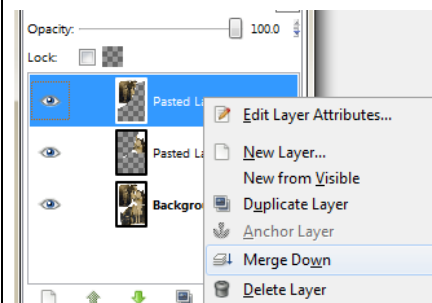 Opacity: 100.0
Lock:
Pasted La
Edit Layer Attributes...
New Layer...
Pasted La
New from Visible
Backgro
Duplicate Layer
Anchor Layer
Merge Down
Delete Layer